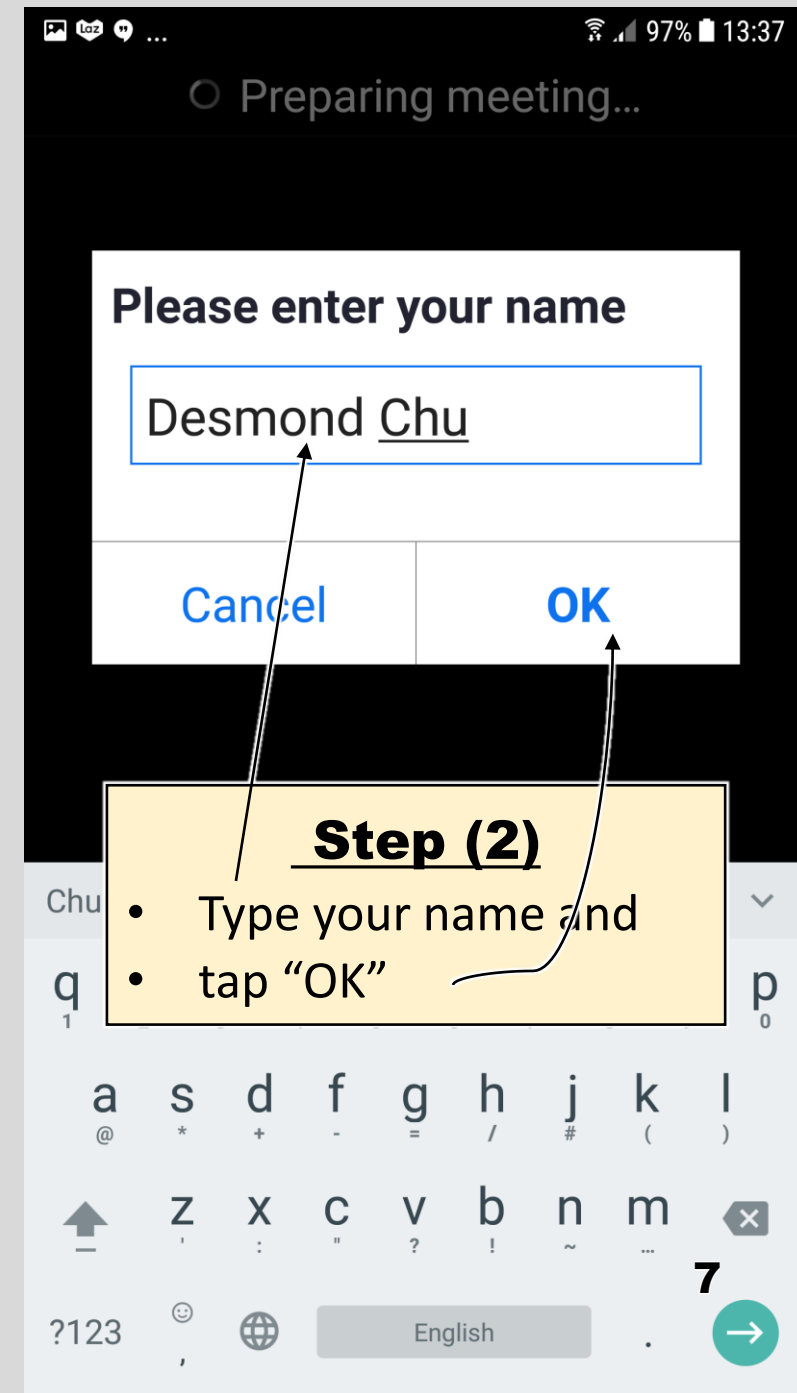 Laz ... 97% 13:37
Preparing meeting...
Please enter your name
Desmond Chu
Cancel OK
Step (2)
Chu
• Type your name and
• tap “OK”
q p
1 0
a s d f g h j k l
@ * + - = / # ( )
z x c v b n m
' : " ? ! ~ ...
7
?123 , English .